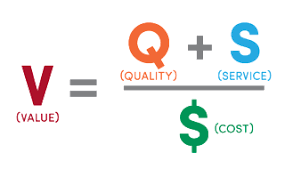 Q + S
(QUALITY) (SERVICE)
V =
(VALUE)
$ (COST)